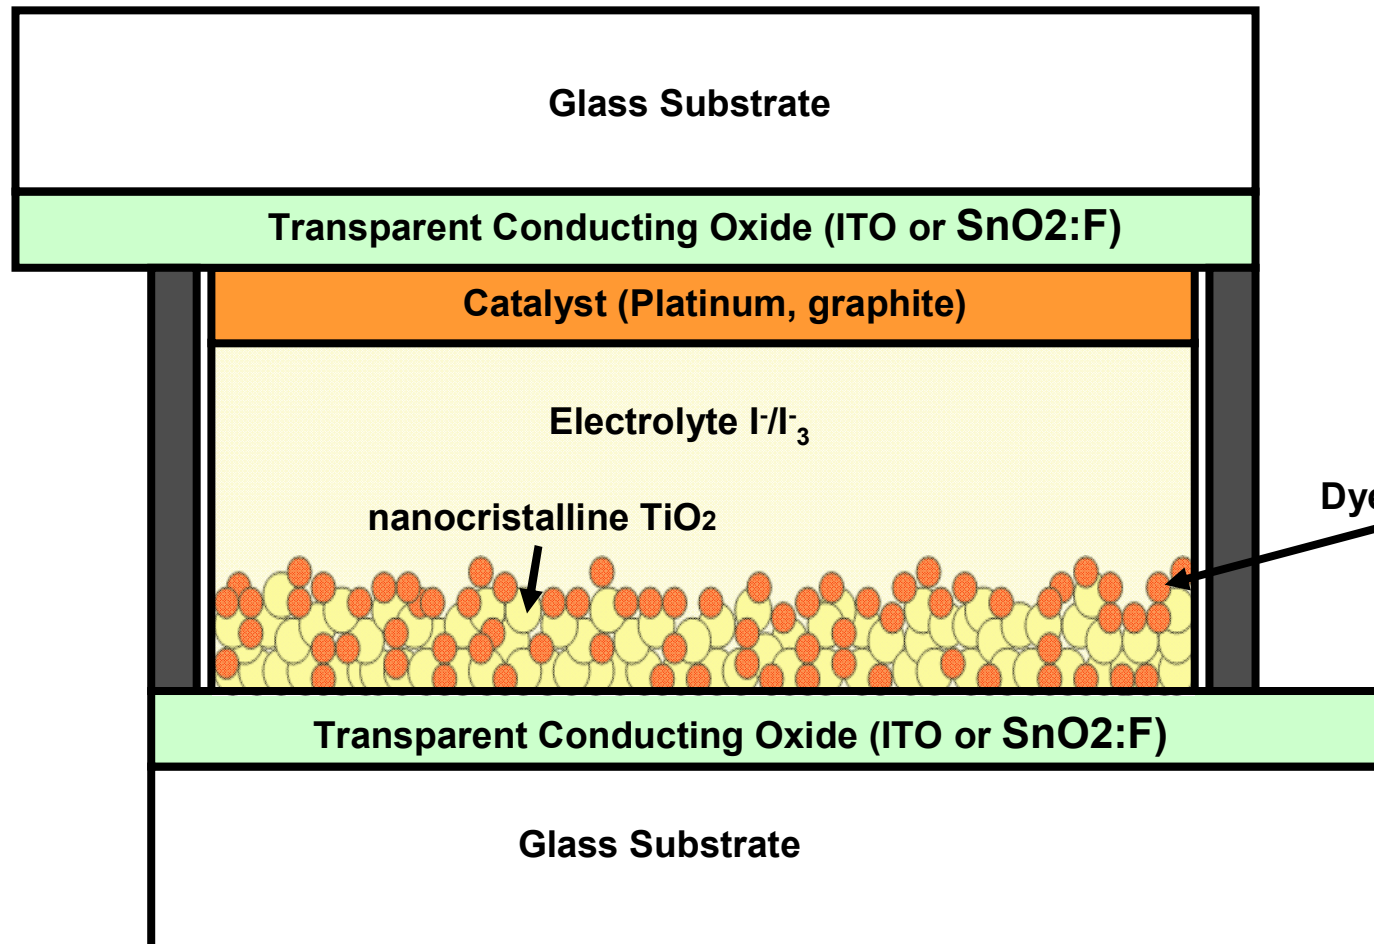 Glass Substrate
Transparent Conducting Oxide (ITO or SnO2:F)
Catalyst (Platinum, graphite)
Electrolyte I⁻/I⁻₃
Dye
nanocristalline TiO2
Transparent Conducting Oxide (ITO or SnO2:F)
Glass Substrate